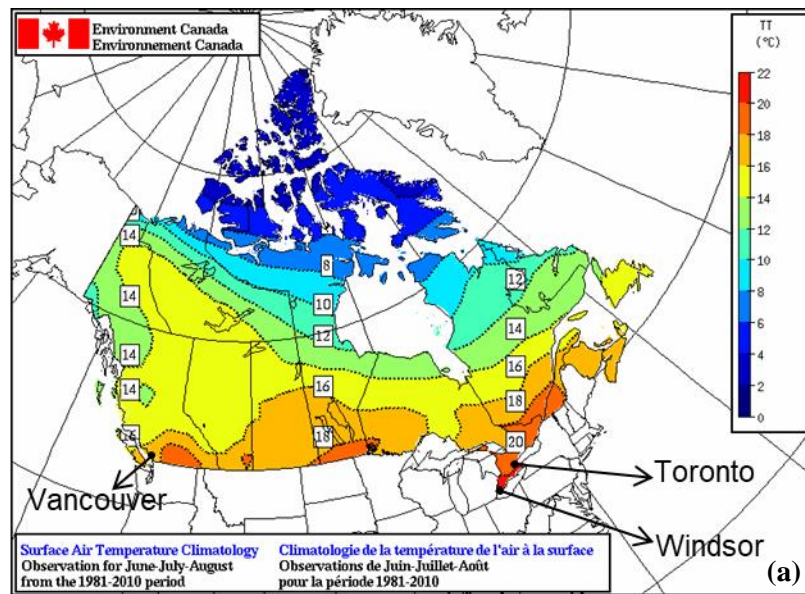 Environment Canada
Environnement Canada
TT
(°C)
22
20
18
16
14
12
10
8
6
4
2
0
14
14
14
14
16
8
10
12
16
18
12
14
16
18
20
Vancouver
Toronto
Windsor
Surface Air Temperature Climatology
Observation for June-July-August
from the 1981-2010 period
Climatologie de la température de l'air à la surface
Observations de Juin-Juillet-Août
pour la période 1981-2010
(a)